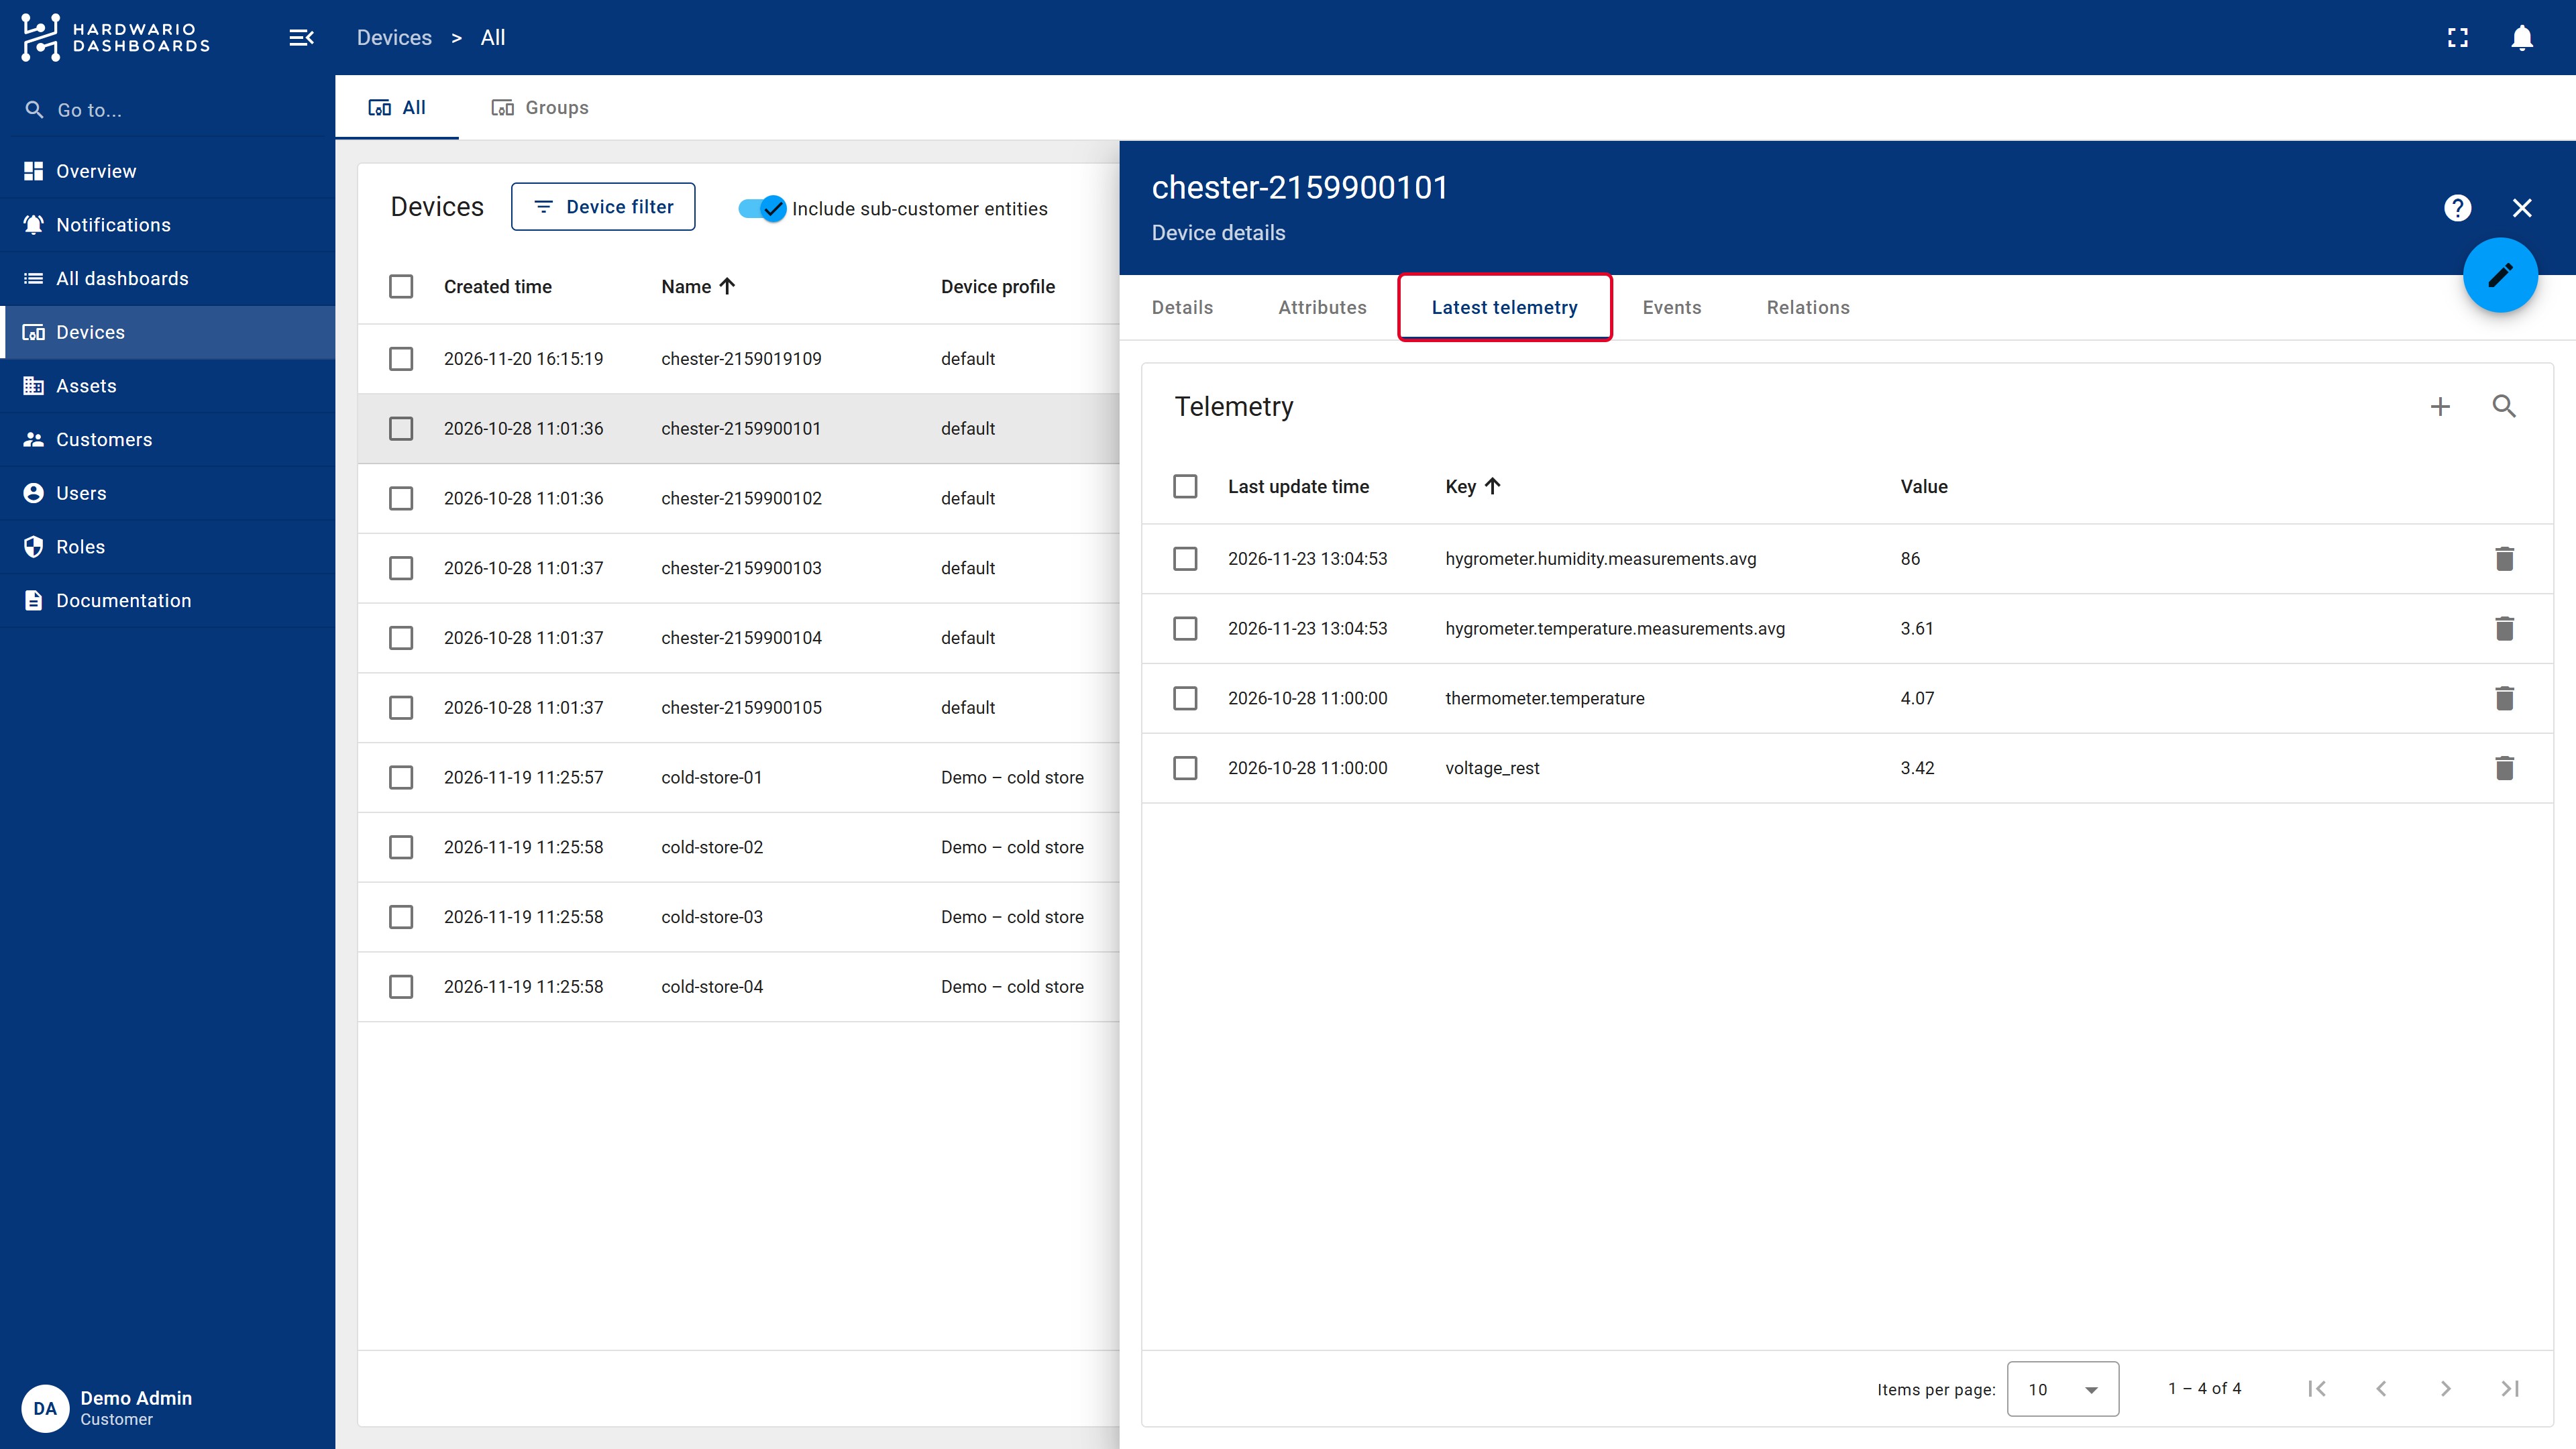 HARDWARIO
DASHBOARDS
Devices > All
Go to...
Overview
Notifications
All dashboards
Devices
Assets
Customers
Users
Roles
Documentation
DA
Demo Admin
Customer
All
Groups
Devices
Device filter
Include sub-customer entities
Created time Name Device profile
2026-11-20 16:15:19 chester-2159019109 default
2026-10-28 11:01:36 chester-2159900101 default
2026-10-28 11:01:36 chester-2159900102 default
2026-10-28 11:01:37 chester-2159900103 default
2026-10-28 11:01:37 chester-2159900104 default
2026-10-28 11:01:37 chester-2159900105 default
2026-11-19 11:25:57 cold-store-01 Demo – cold store
2026-11-19 11:25:58 cold-store-02 Demo – cold store
2026-11-19 11:25:58 cold-store-03 Demo – cold store
2026-11-19 11:25:58 cold-store-04 Demo – cold store
chester-2159900101
Device details
?
Details Attributes Latest telemetry Events Relations
Telemetry
Last update time Key Value
2026-11-23 13:04:53 hygrometer.humidity.measurements.avg 86
2026-11-23 13:04:53 hygrometer.temperature.measurements.avg 3.61
2026-10-28 11:00:00 thermometer.temperature 4.07
2026-10-28 11:00:00 voltage_rest 3.42
Items per page: 10 1 – 4 of 4